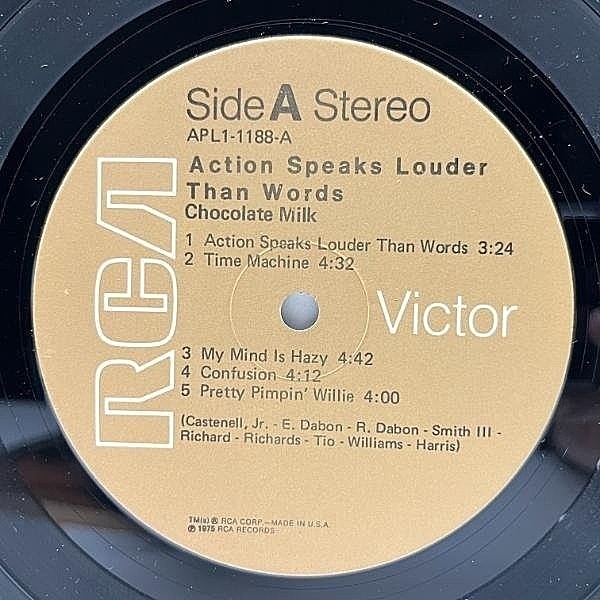 Side A Stereo
APL1-1188-A
Action Speaks Louder
Than Words
Chocolate Milk
1 Action Speaks Louder Than Words 3:24
2 Time Machine 4:32
RCA
Victor
3 My Mind Is Hazy 4:42
4 Confusion 4:12
5 Pretty Pimpin' Willie 4:00
(Castenell, Jr. - E. Dabon - R. Dabon - Smith III -
Richard - Richards - Tio - Williams - Harris)
TM(s) ® RCA CORP.—MADE IN U.S.A.
℗ 1975 RCA RECORDS